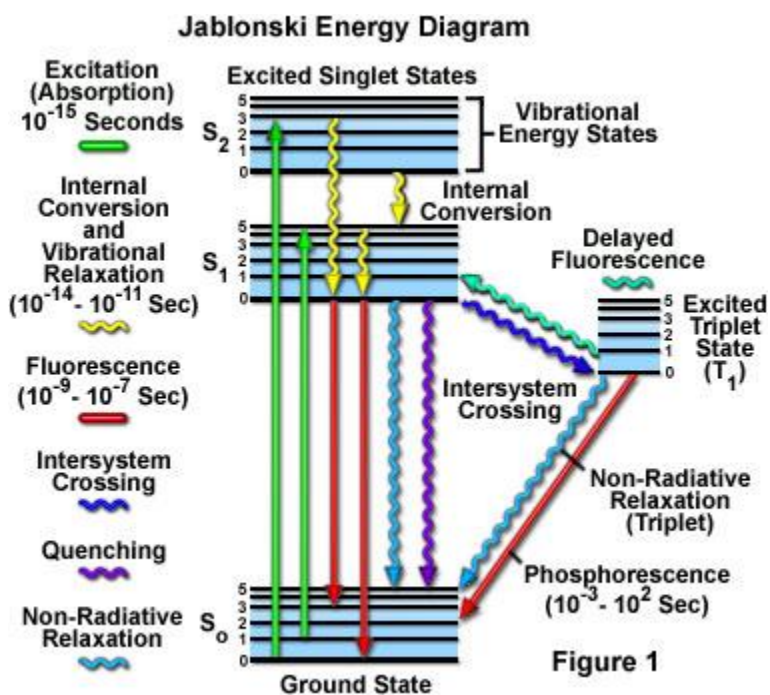 Jablonski Energy Diagram
Excitation
(Absorption)
10-15 Seconds
Internal
Conversion
and
Vibrational
Relaxation
(10-14 - 10-11 Sec)
Fluorescence
(10-9 - 10-7 Sec)
Intersystem
Crossing
Quenching
Non-Radiative
Relaxation
Excited Singlet States
S2
5
3
2
1
0
Vibrational
Energy States
Internal
Conversion
S1
5
3
2
1
0
Delayed
Fluorescence
5
3
2
1
0
Excited
Triplet
State
(T1)
Intersystem
Crossing
Non-Radiative
Relaxation
(Triplet)
Phosphorescence
(10-3 - 102 Sec)
So
5
3
2
1
0
Ground State
Figure 1